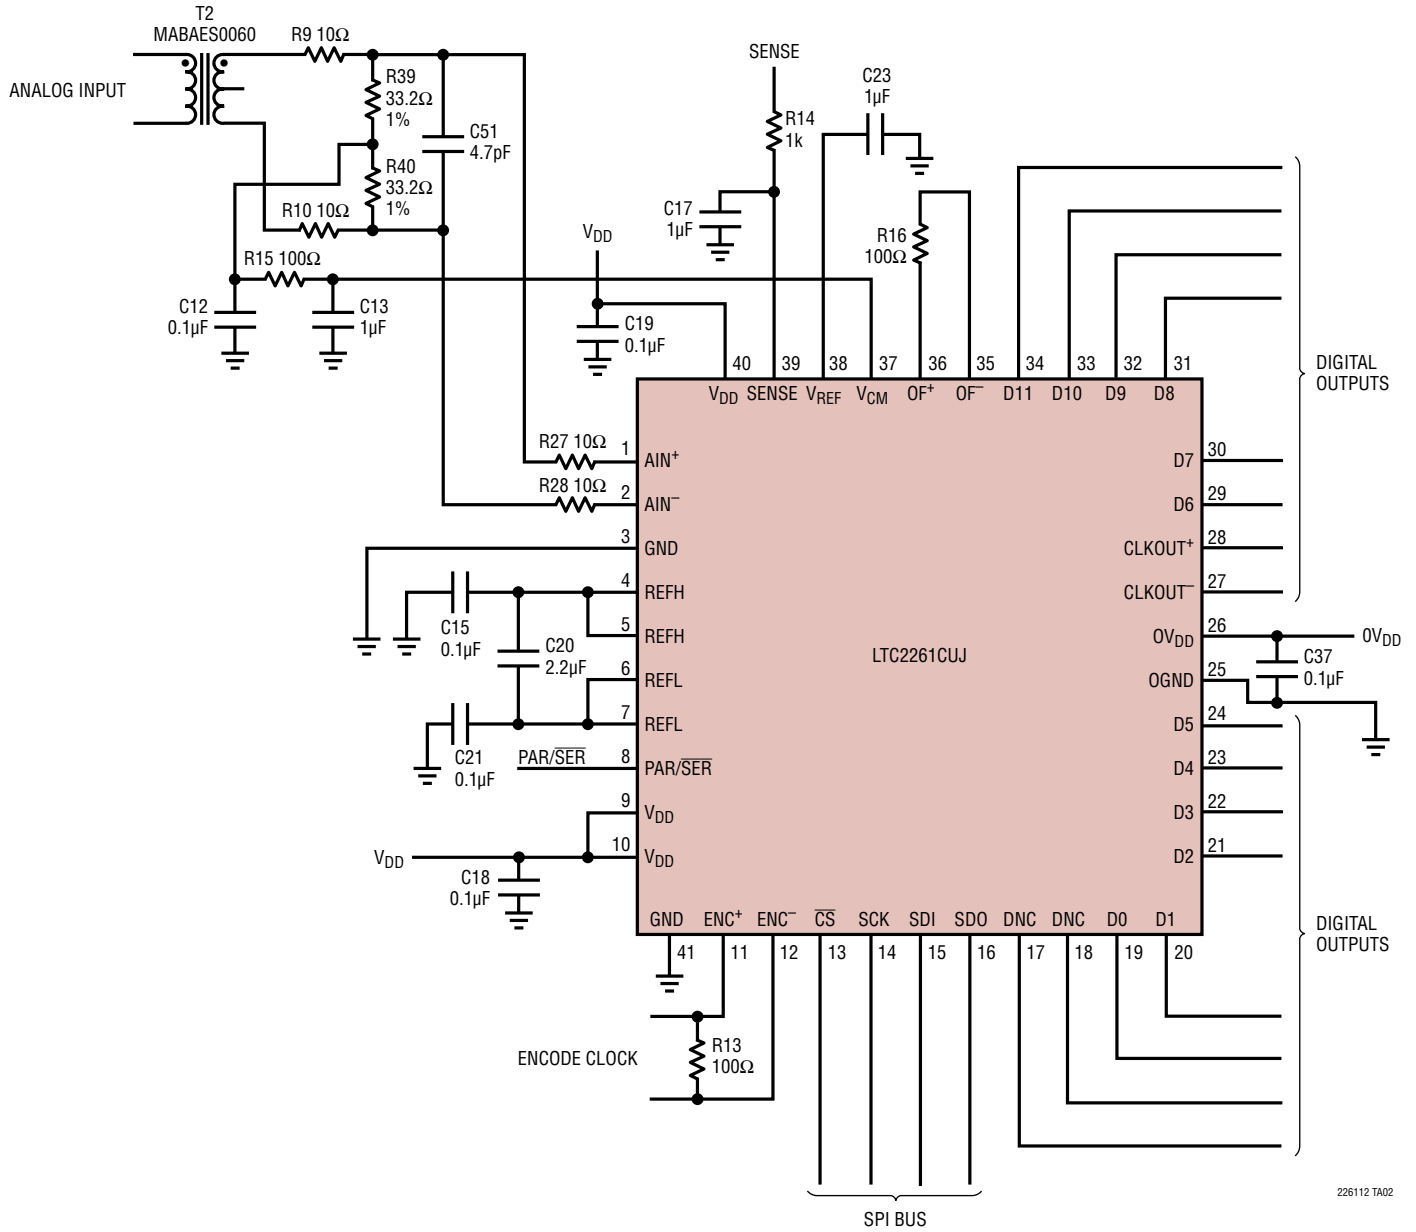 T2
MABAES0060
ANALOG INPUT
R9 10Ω
R39
33.2Ω
1%
R40
33.2Ω
1%
C51
4.7pF
R10 10Ω
R15 100Ω
C12
0.1µF
C13
1µF
SENSE
R14
1k
C17
1µF
C23
1µF
R16
100Ω
VDD
C19
0.1µF
40
39
38
37
36
35
34
33
32
31
VDD
SENSE
VREF
VCM
OF+
OF–
D11
D10
D9
D8
DIGITAL
OUTPUTS
R27 10Ω
1
AIN+
R28 10Ω
2
AIN–
3
GND
4
REFH
5
REFH
6
REFL
7
REFL
8
PAR/SER
PAR/SER
9
VDD
10
VDD
C15
0.1µF
C20
2.2µF
C21
0.1µF
VDD
C18
0.1µF
LTC2261CUJ
D7
30
D6
29
CLKOUT+
28
CLKOUT–
27
OVDD
26
0VDD
OGND
25
C37
0.1µF
D5
24
D4
23
D3
22
D2
21
GND
ENC+
ENC–
CS
SCK
SDI
SDO
DNC
DNC
D0
D1
41
11
12
13
14
15
16
17
18
19
20
DIGITAL
OUTPUTS
ENCODE CLOCK
R13
100Ω
SPI BUS
226112 TA02